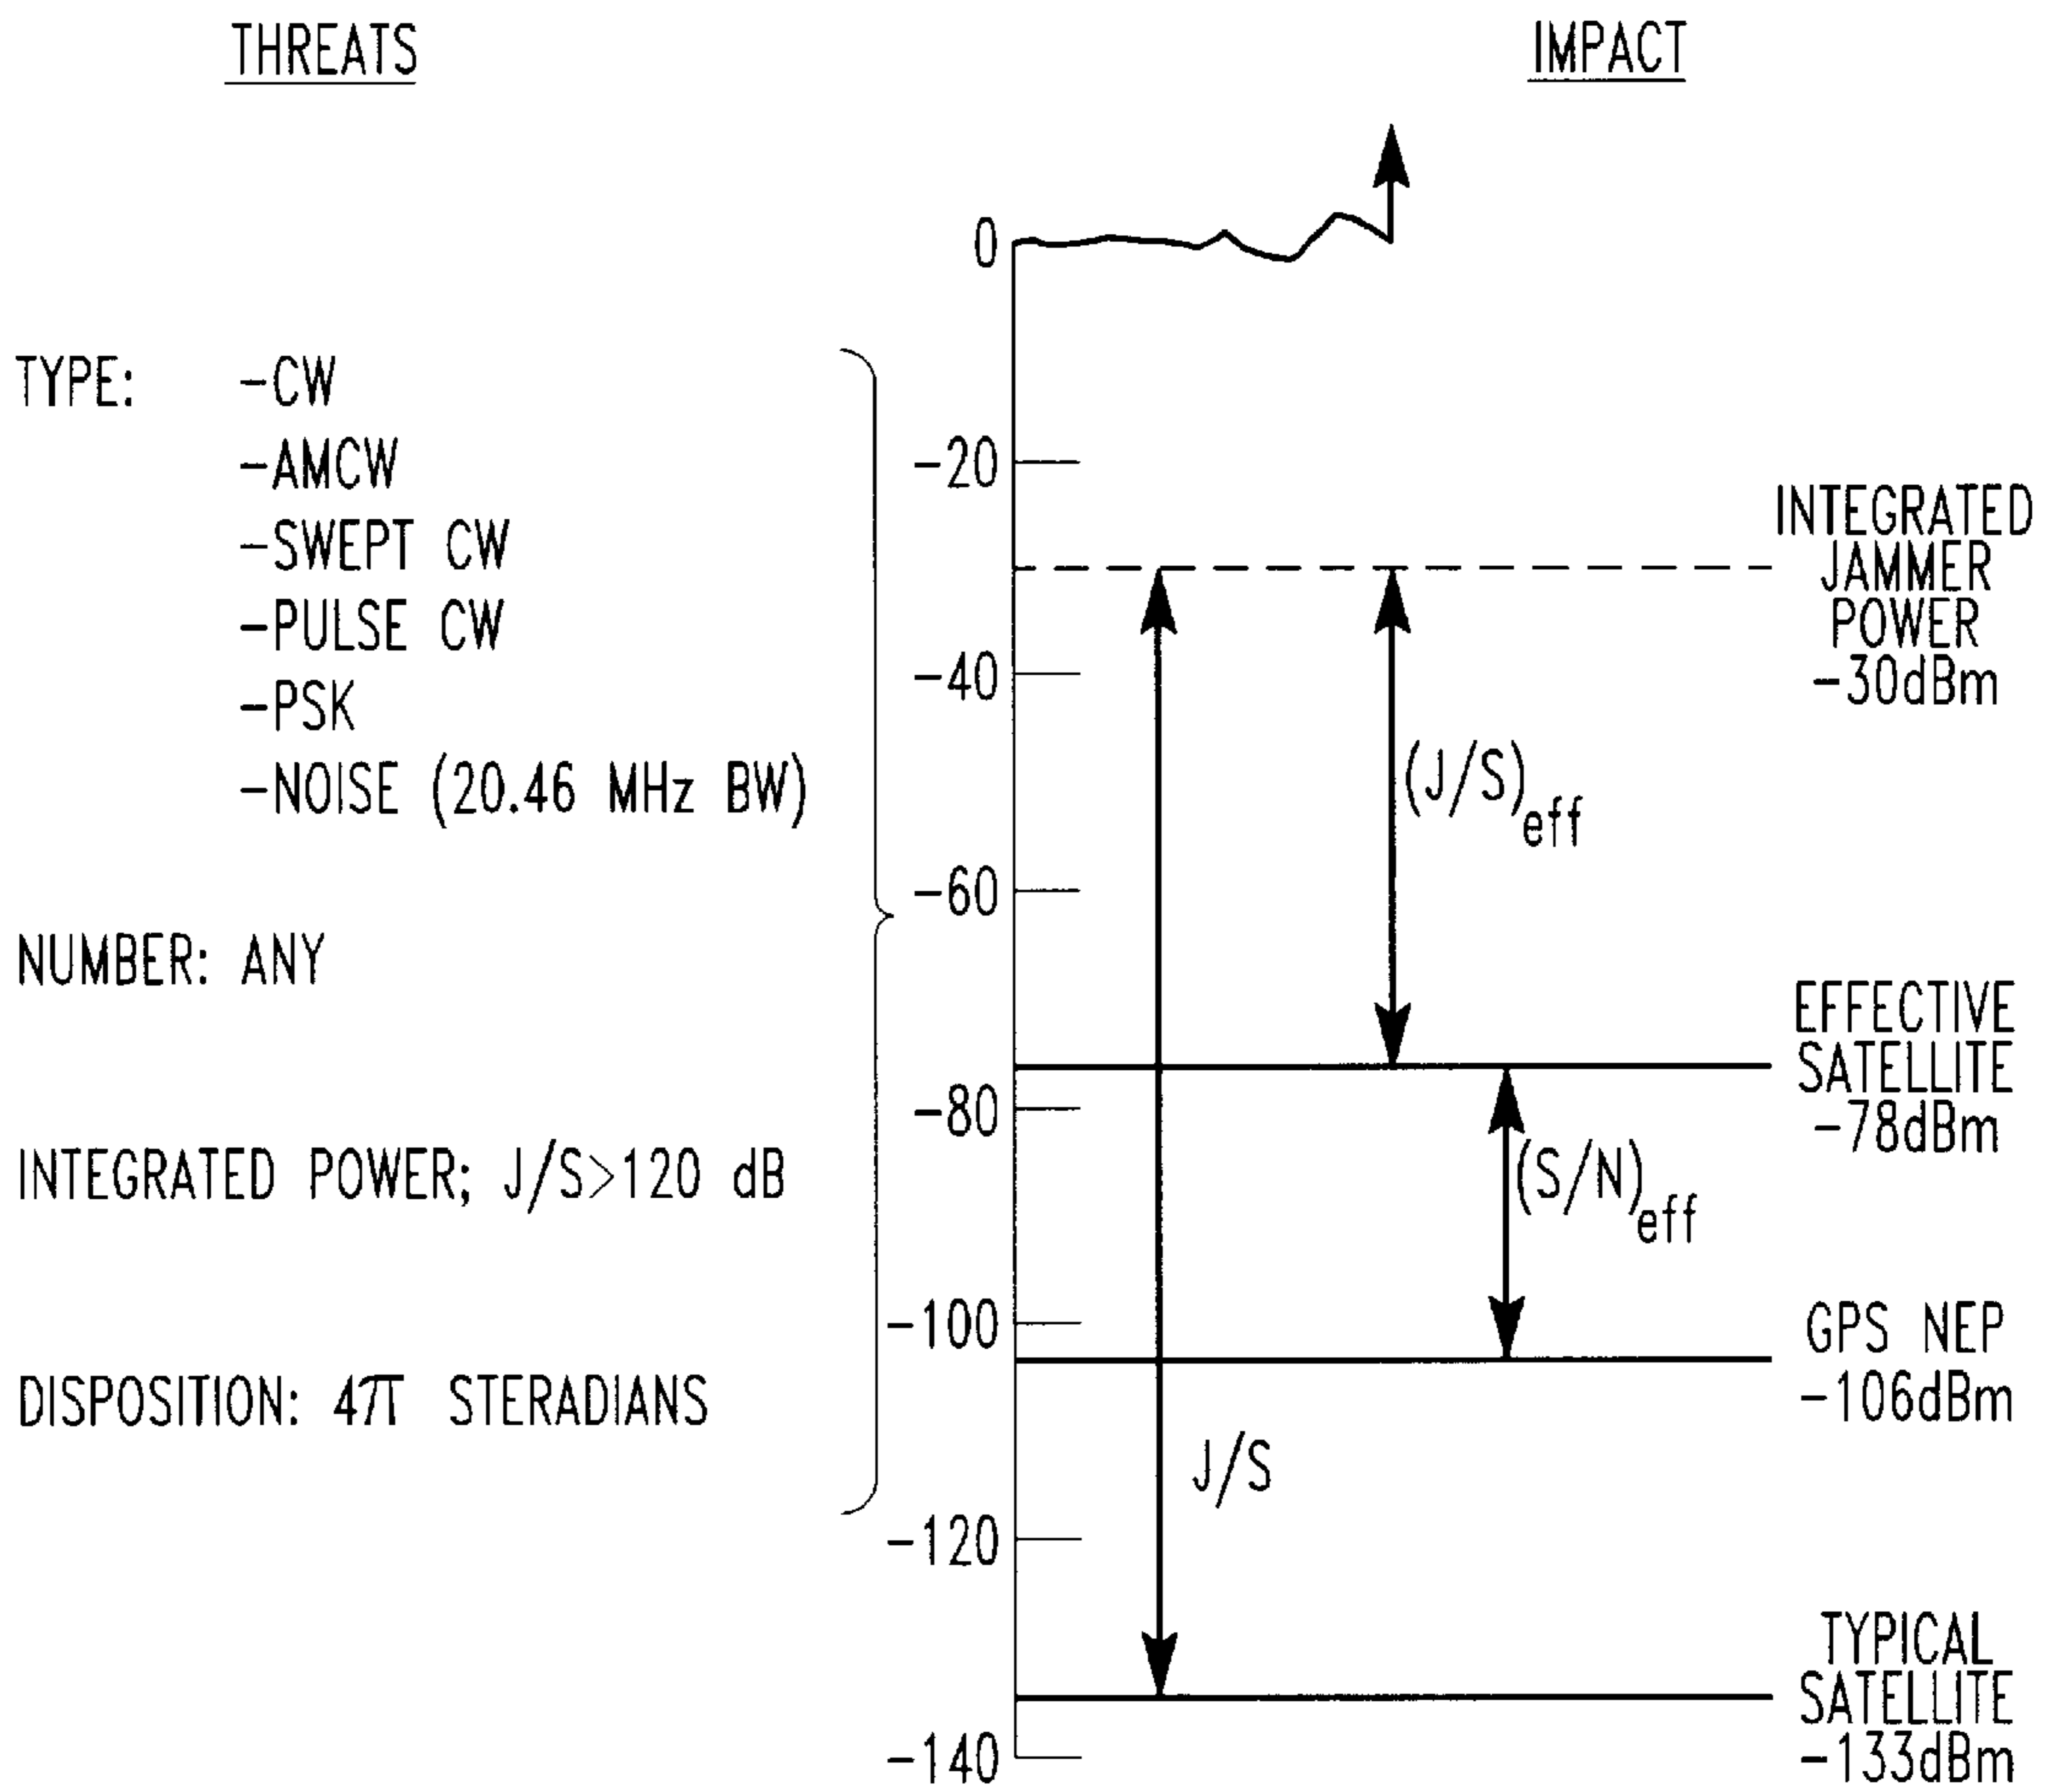 THREATS
IMPACT
TYPE: -CW
-AMCW
-SWEPT CW
-PULSE CW
-PSK
-NOISE (20.46 MHz BW)
NUMBER: ANY
INTEGRATED POWER; J/S>120 dB
DISPOSITION: 4π STERADIANS
0
-20
-40
-60
-80
-100
-120
-140
J/S
(J/S)eff
(S/N)eff
INTEGRATED
JAMMER
POWER
-30dBm
EFFECTIVE
SATELLITE
-78dBm
GPS NEP
-106dBm
TYPICAL
SATELLITE
-133dBm